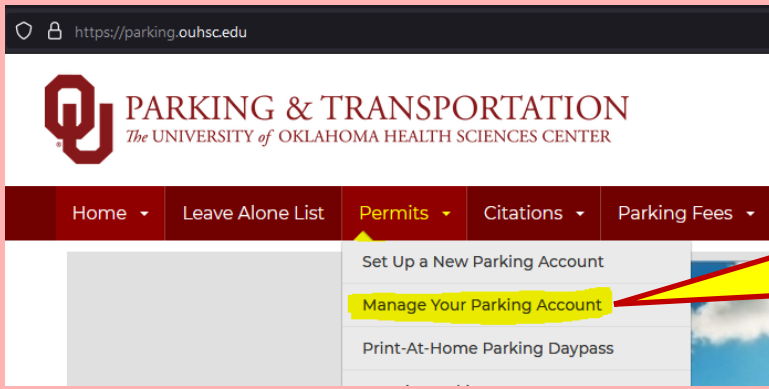 https://parking.ouhsc.edu
PARKING & TRANSPORTATION
The UNIVERSITY of OKLAHOMA HEALTH SCIENCES CENTER
Home Leave Alone List Permits Citations Parking Fees
Set Up a New Parking Account
Manage Your Parking Account
Print-At-Home Parking Daypass